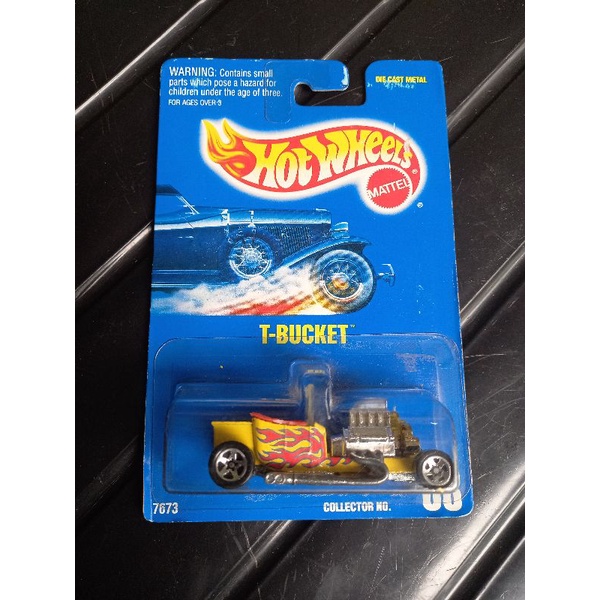 WARNING: Contains small
parts which pose a hazard for
children under the age of three.
FOR AGES OVER 3
DIE CAST METAL
HOT WHEELS®
MATTEL®
T-BUCKET™
7673
COLLECTOR NO.